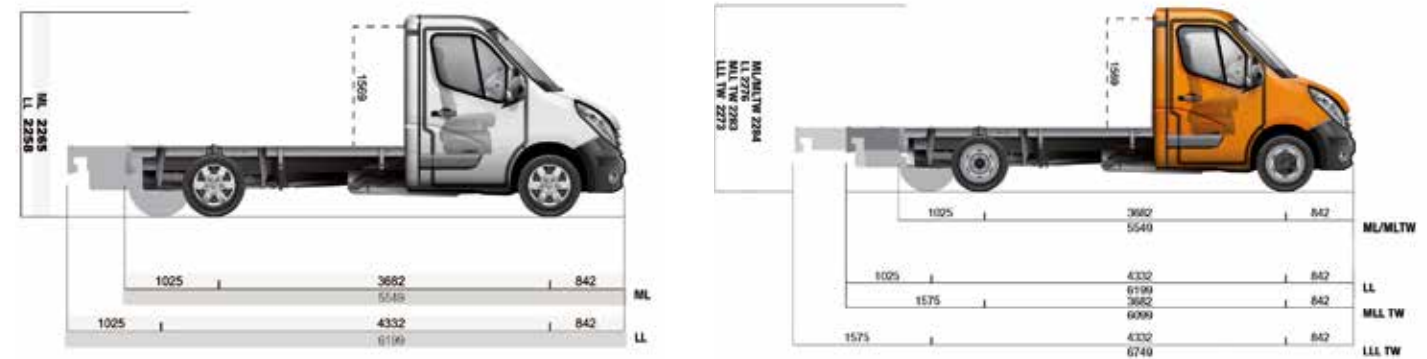 ML 2265
LL 2258
1569
1025 3682 842
5549 ML
1025 4332 842
6199 LL
ML/MLTW 2284
LL 2276
MLL TW 2283
LLL TW 2273
1569
1025 3682 842
5549 ML/MLTW
1025 4332 842
6199 LL
1575 3682 842
6099 MLL TW
1575 4332 842
6749 LLL TW